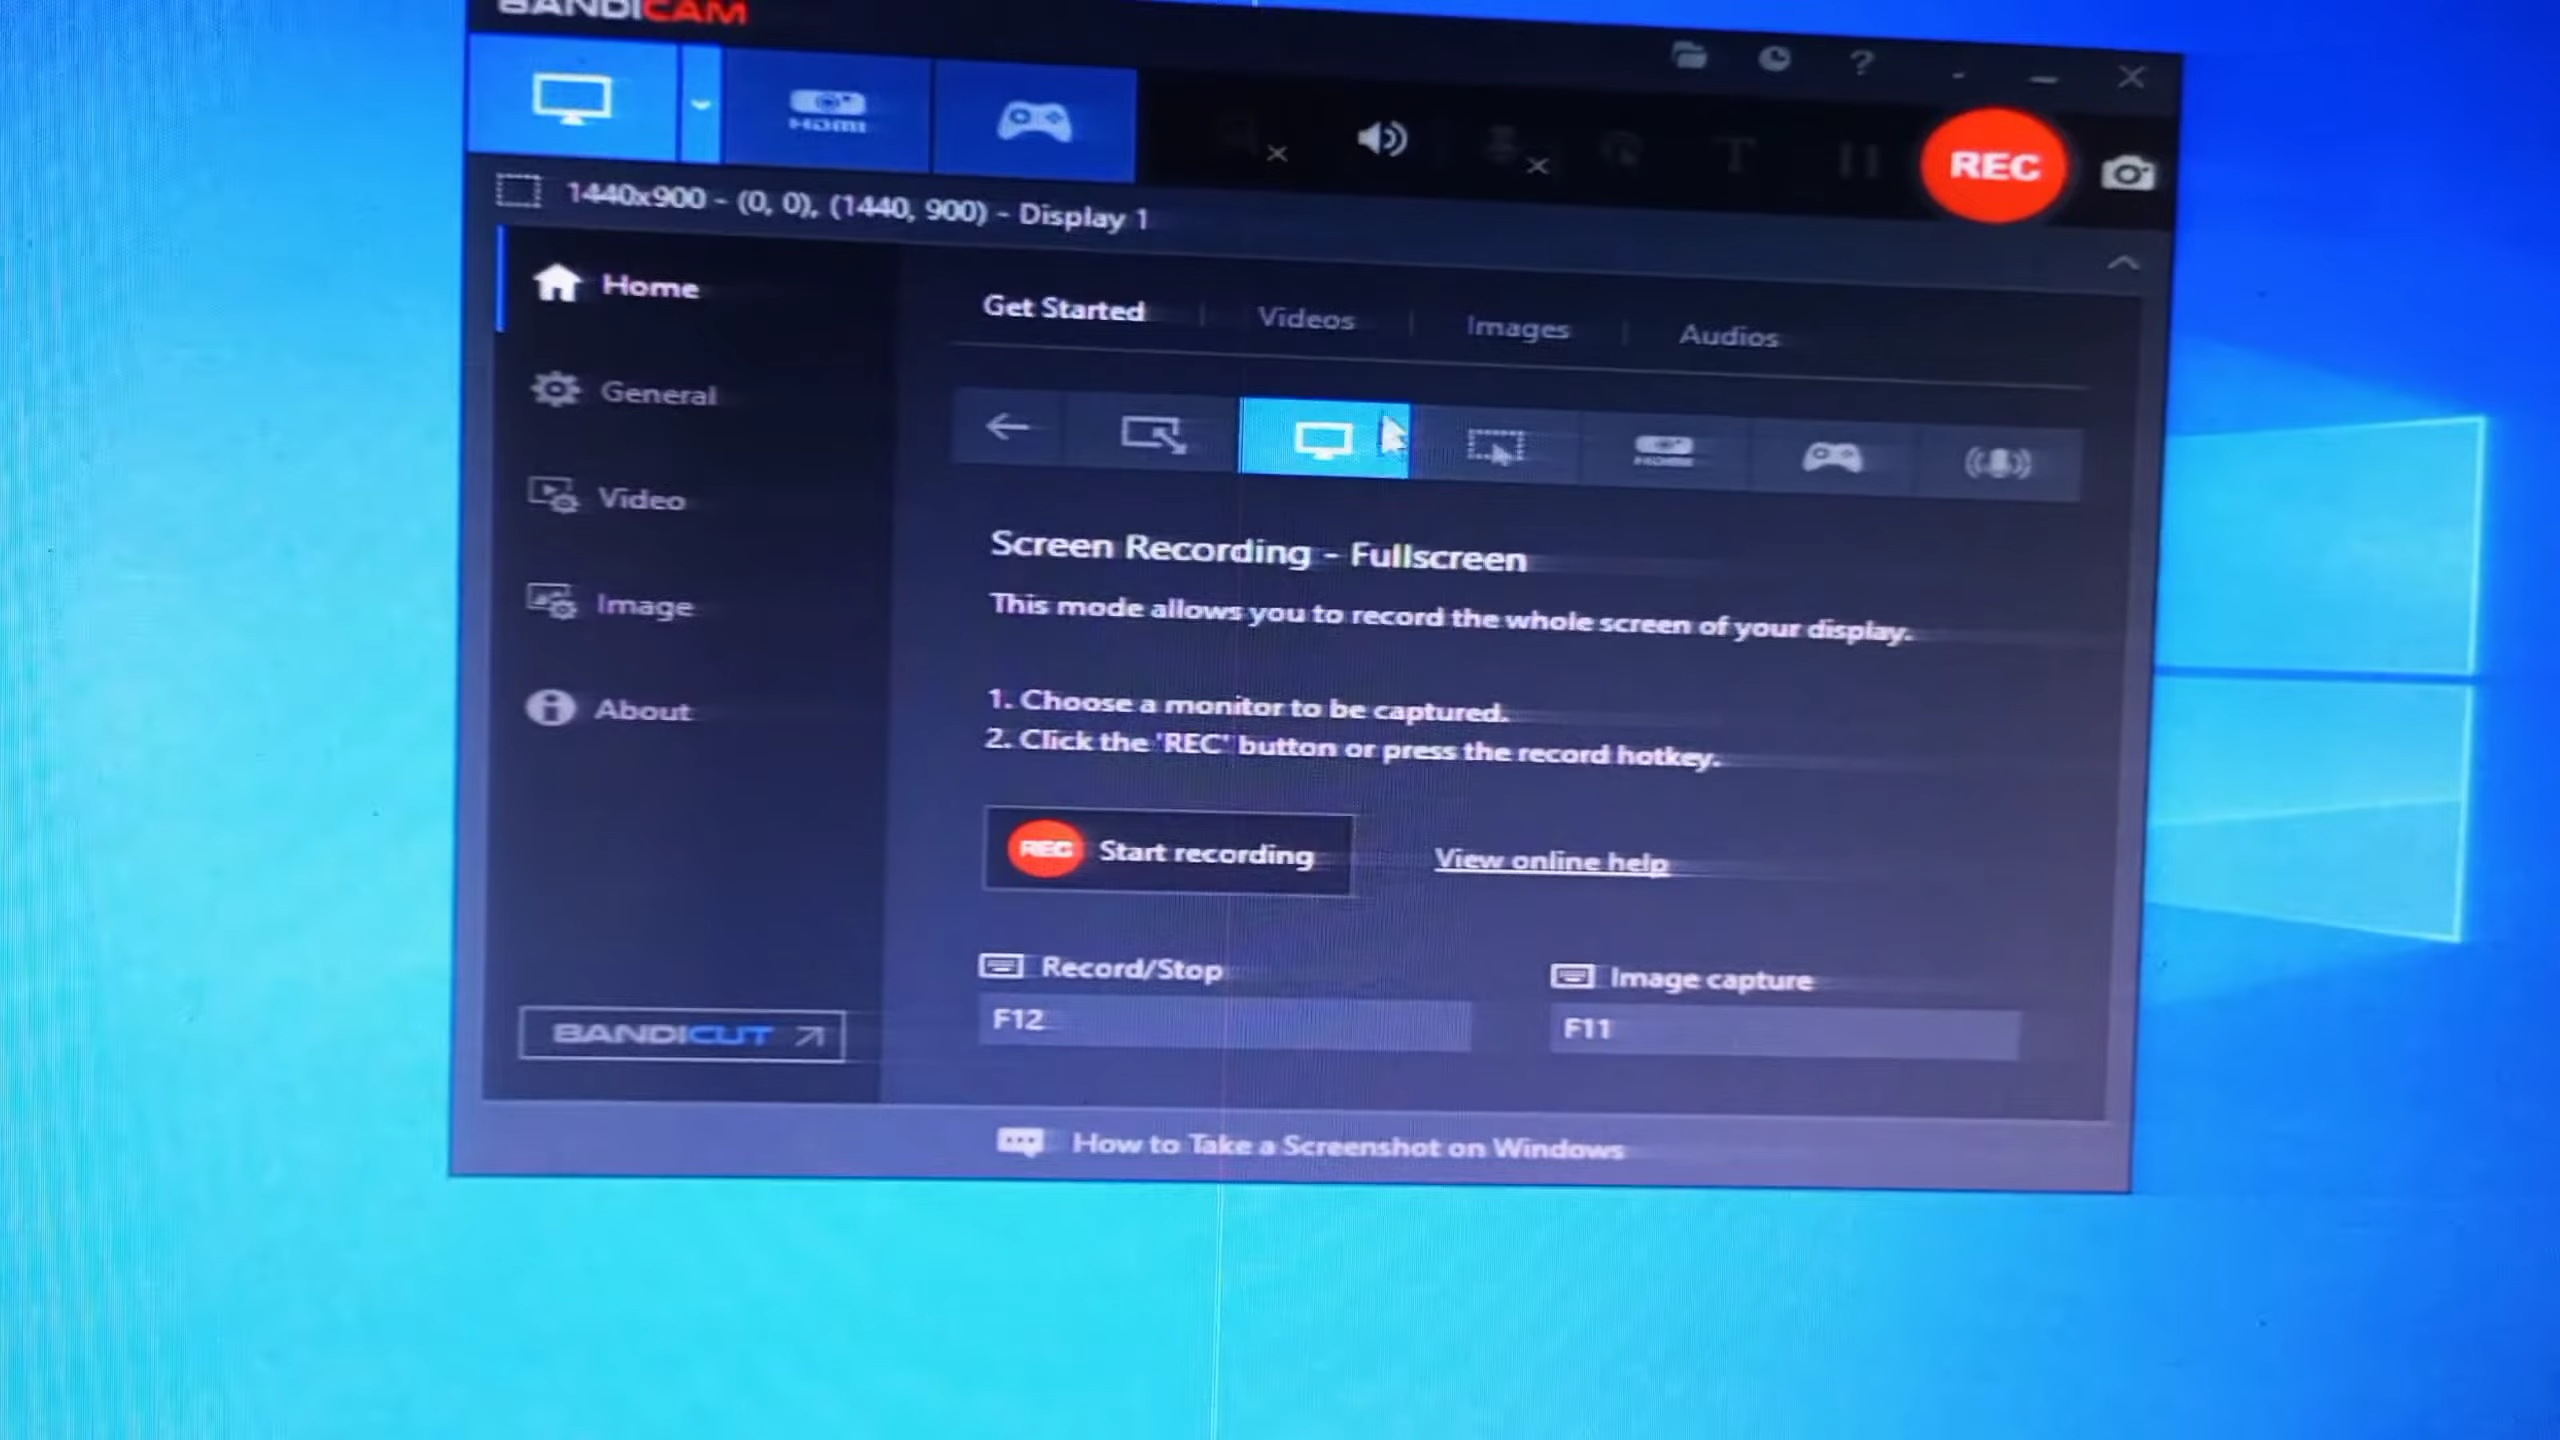 BANDICAM
HDMI
REC
1440x900 - (0, 0), (1440, 900) - Display 1
Home
General
Video
Image
About
BANDICUT
Get Started
Videos
Images
Audios
HDMI
Screen Recording - Fullscreen
This mode allows you to record the whole screen of your display.
1. Choose a monitor to be captured.
2. Click the 'REC' button or press the record hotkey.
REC Start recording
View online help
Record/Stop
F12
Image capture
F11
How to Take a Screenshot on Windows